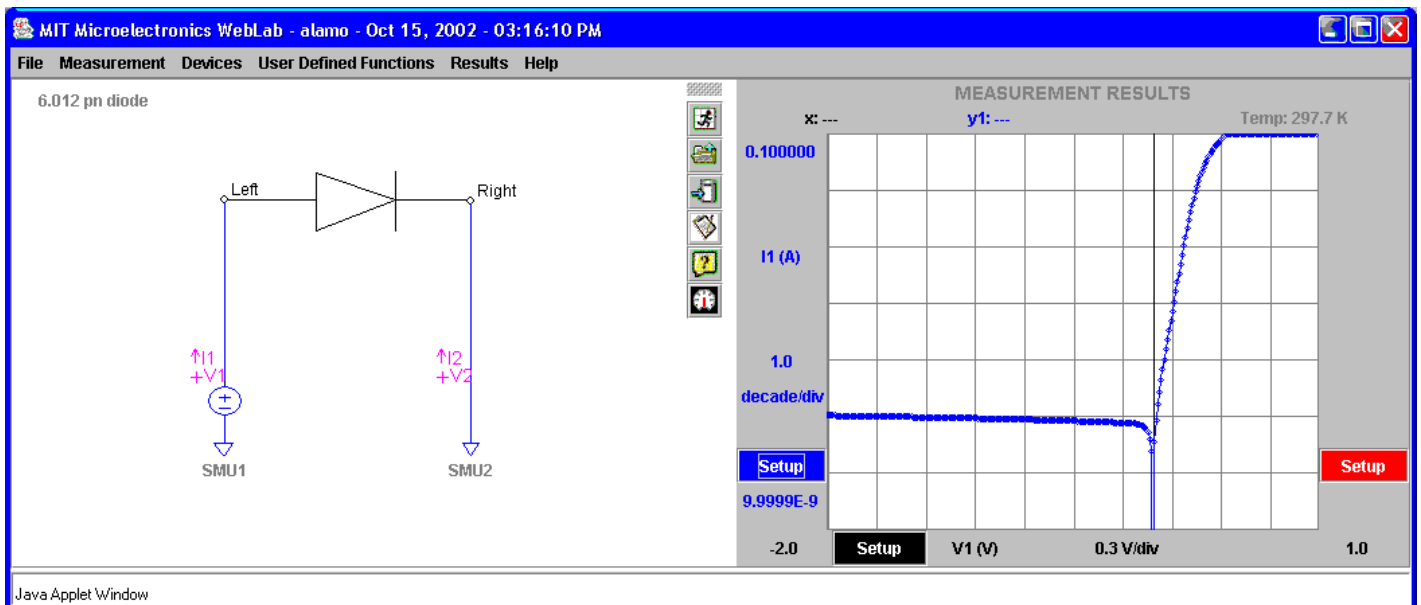 MIT Microelectronics WebLab - alamo - Oct 15, 2002 - 03:16:10 PM
File Measurement Devices User Defined Functions Results Help
6.012 pn diode
Left
Right
↑I1
+V1
↑I2
+V2
SMU1
SMU2
MEASUREMENT RESULTS
x: ---
y1: ---
Temp: 297.7 K
0.100000
I1 (A)
1.0
decade/div
Setup
Setup
9.9999E-9
-2.0
Setup
V1 (V)
0.3 V/div
1.0
Java Applet Window